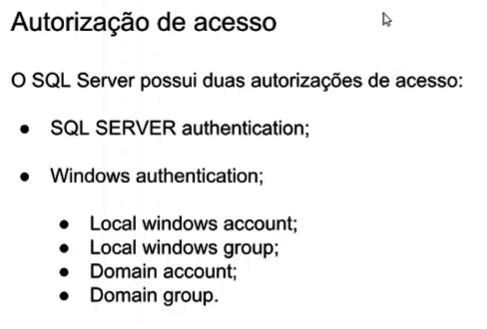 Autorização de acesso
O SQL Server possui duas autorizações de acesso:
● SQL SERVER authentication;
● Windows authentication;
● Local windows account;
● Local windows group;
● Domain account;
● Domain group.